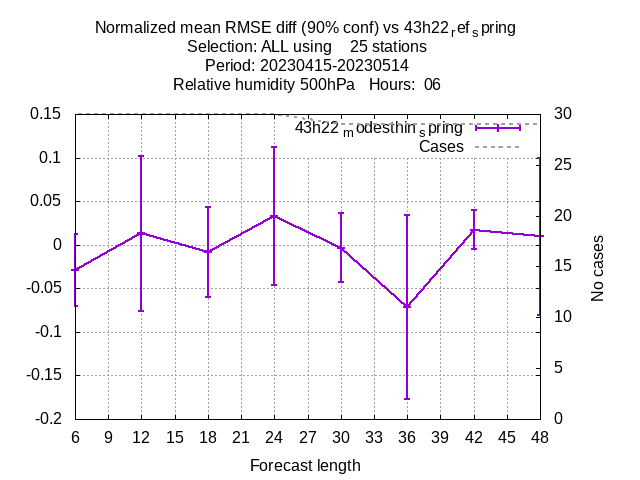 Normalized mean RMSE diff (90% conf) vs 43h22refspring
Selection: ALL using 25 stations
Period: 20230415-20230514
Relative humidity 500hPa Hours: 06
43h22modesthinspring
Cases
0.15
0.1
0.05
0
-0.05
-0.1
-0.15
-0.2
30
25
20
15
10
5
0
No cases
6 9 12 15 18 21 24 27 30 33 36 39 42 45 48
Forecast length